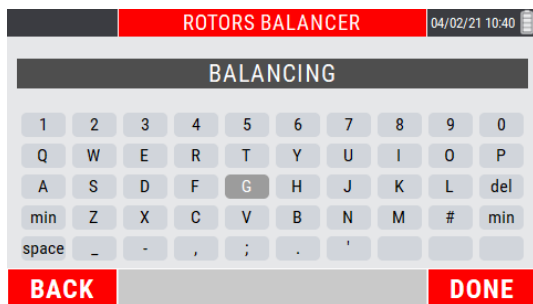 ROTORS BALANCER 04/02/21 10:40
BALANCING
1 2 3 4 5 6 7 8 9 0
Q W E R T Y U I O P
A S D F G H J K L del
min Z X C V B N M # min
space _ - , ; . '
BACK DONE